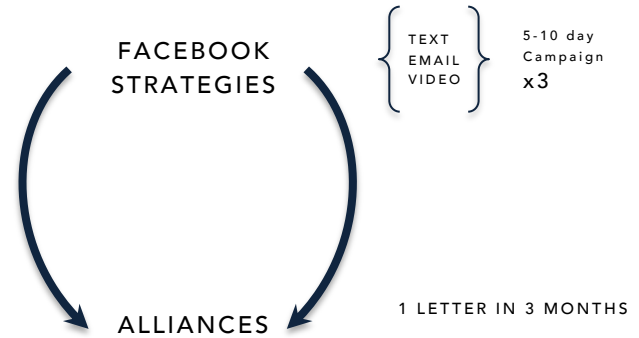 FACEBOOK
STRATEGIES
TEXT
EMAIL
VIDEO
5-10 day
Campaign
x3
ALLIANCES
1 LETTER IN 3 MONTHS